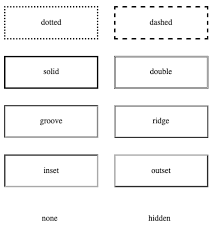 dotted
dashed
solid
double
groove
ridge
inset
outset
none
hidden